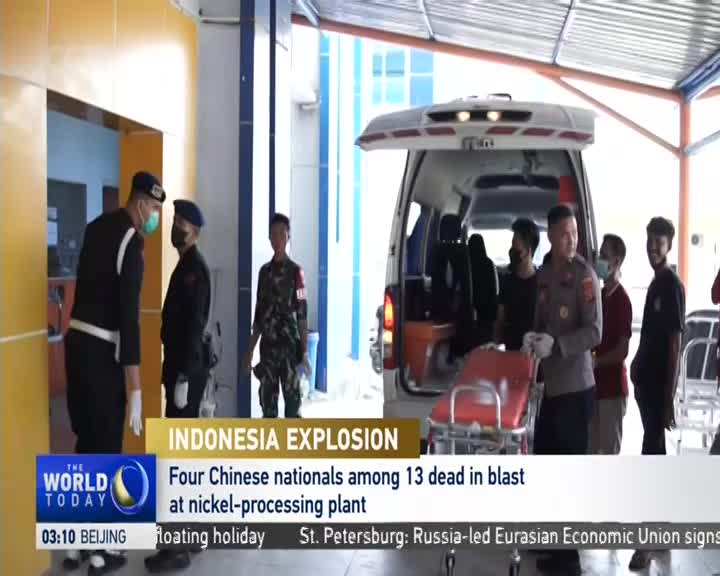 INDONESIA EXPLOSION
Four Chinese nationals among 13 dead in blast
at nickel-processing plant
THE
WORLD
TODAY
03:10 BEIJING
floating holiday St. Petersburg: Russia-led Eurasian Economic Union signs